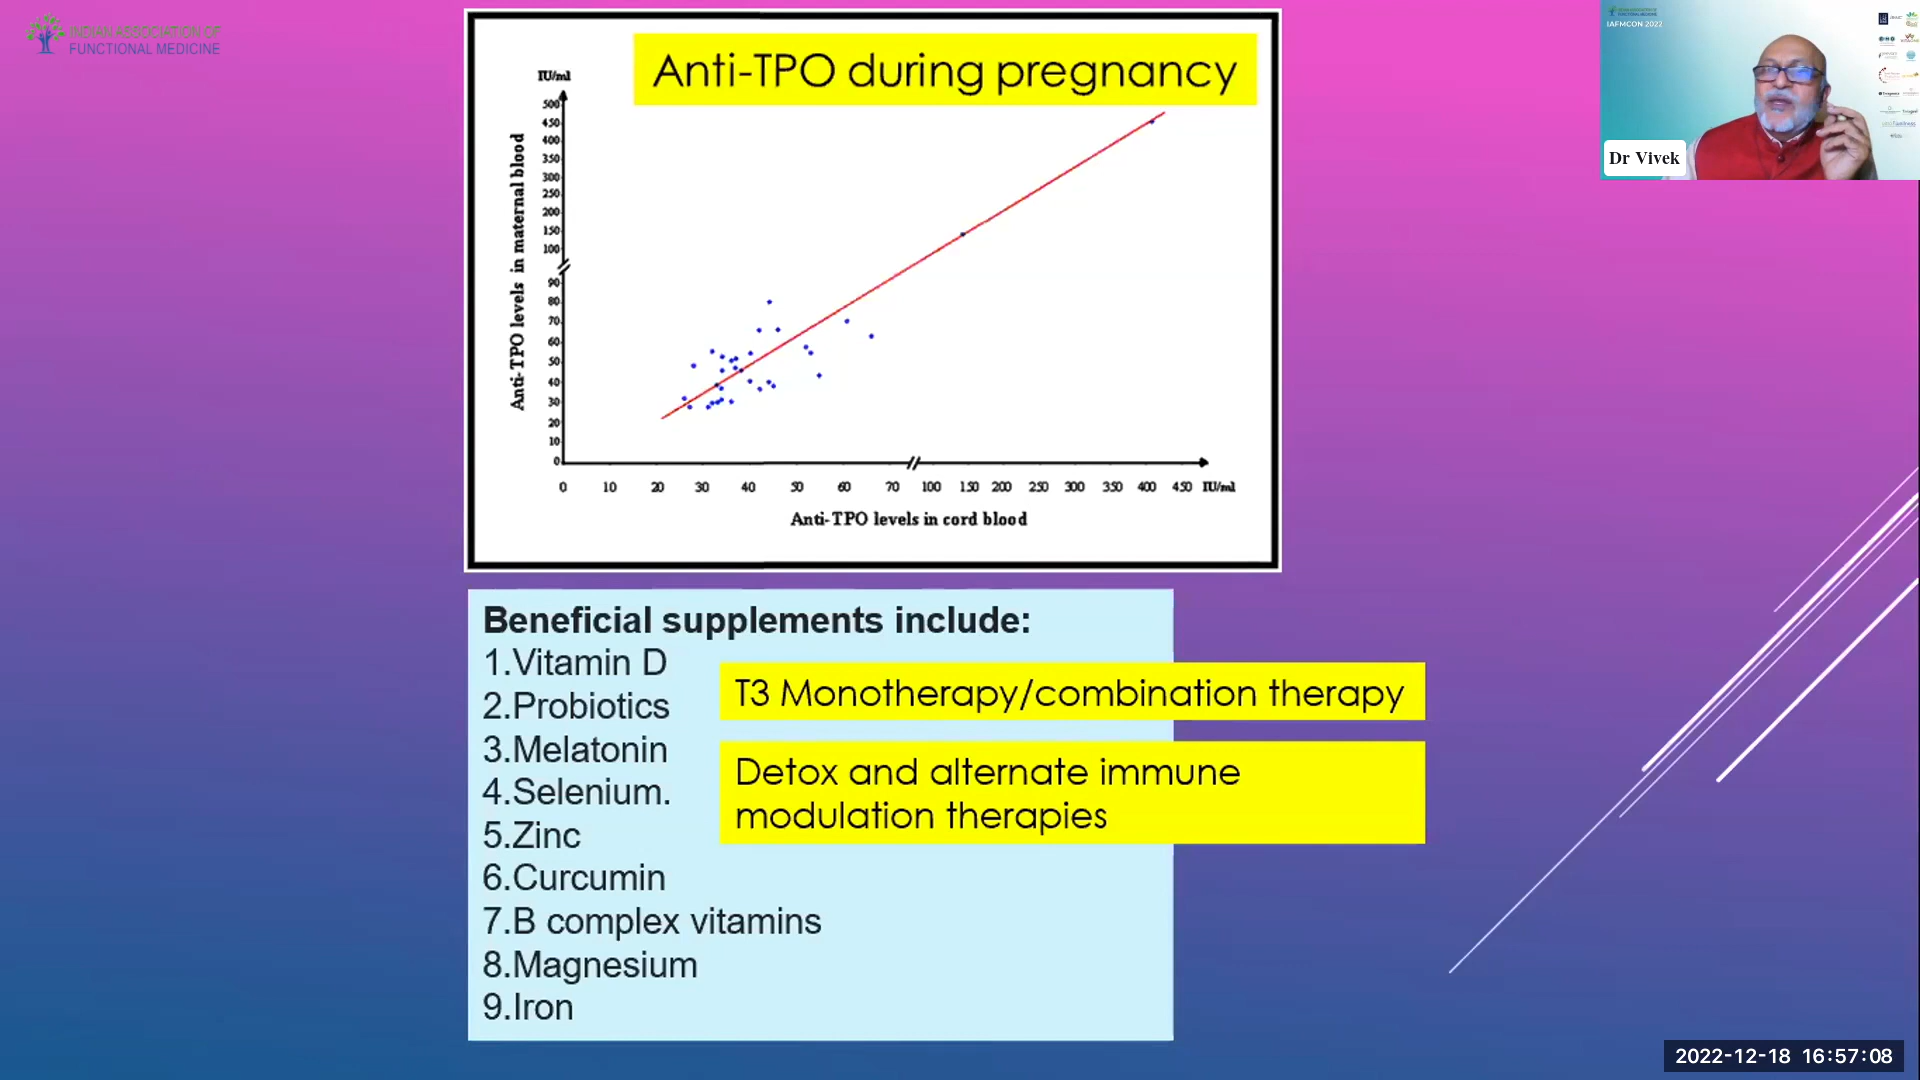 INDIAN ASSOCIATION OF
FUNCTIONAL MEDICINE
Anti-TPO during pregnancy
IU/ml
500
450
400
350
300
250
200
150
100
90
80
70
60
50
40
30
20
10
0
Anti-TPO levels in maternal blood
0 10 20 30 40 50 60 70 100 150 200 250 300 350 400 450 IU/ml
Anti-TPO levels in cord blood
IAFMCON 2022
Dr Vivek
Beneficial supplements include:
1.Vitamin D
2.Probiotics
3.Melatonin
4.Selenium.
5.Zinc
6.Curcumin
7.B complex vitamins
8.Magnesium
9.Iron
T3 Monotherapy/combination therapy
Detox and alternate immune
modulation therapies
2022-12-18 16:57:08